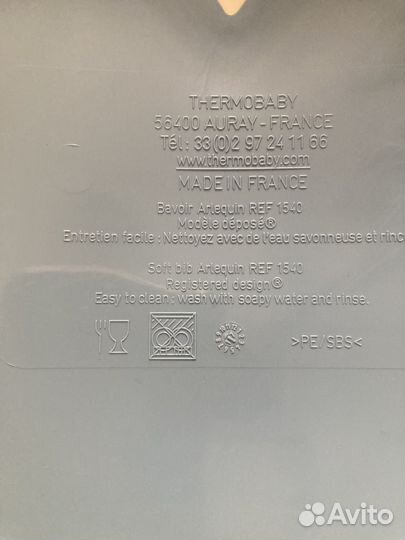 THERMOBABY
56400 AURAY - FRANCE
Tél : 33(0)2 97 24 11 66
www.thermobaby.com
MADE IN FRANCE
Bavoir Arlequin REF 1540
Modèle déposé®
Entretien facile : Nettoyez avec de l'eau savonneuse et rinc
Soft bib Arlequin REF 1540
Registered design®
Easy to clean: wash with soapy water and rinse.
>PE/SBS<
Avito